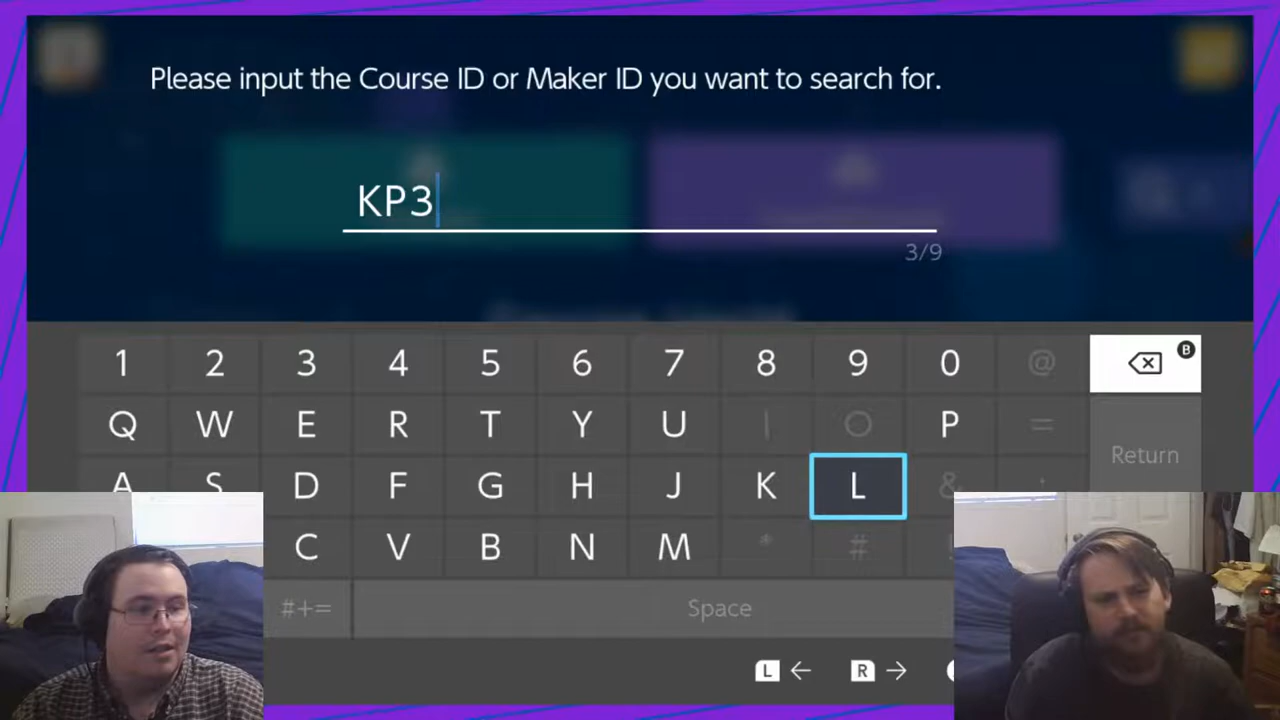 Please input the Course ID or Maker ID you want to search for.
KP3
3/9
1 2 3 4 5 6 7 8 9 0 @
B
Q W E R T Y U I O P =
Return
A S D F G H J K L &
C V B N M * #
#+= Space
L ← R →